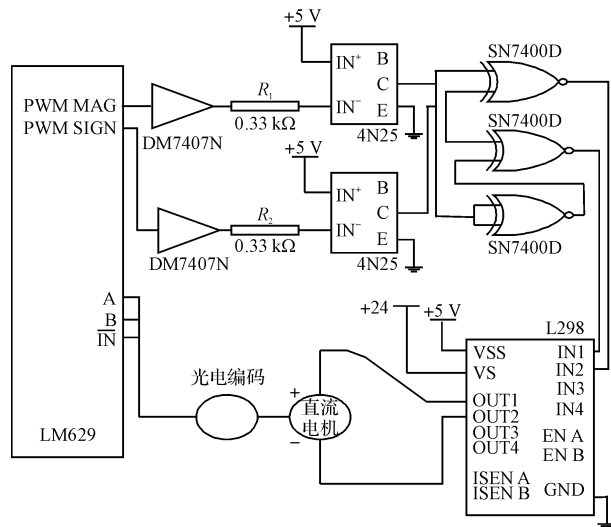 +5 V
SN7400D
IN⁺
B
C
IN⁻
E
4N25
PWM MAG
PWM SIGN
DM7407N
R₁
0.33 kΩ
SN7400D
+5 V
IN⁺
B
C
IN⁻
E
4N25
DM7407N
R₂
0.33 kΩ
SN7400D
A
B
I̅N̅
LM629
光电编码
+
直流
电机
−
+24
+5 V
L298
VSS
VS
OUT1
OUT2
OUT3
OUT4
ISEN A
ISEN B
IN1
IN2
IN3
IN4
EN A
EN B
GND